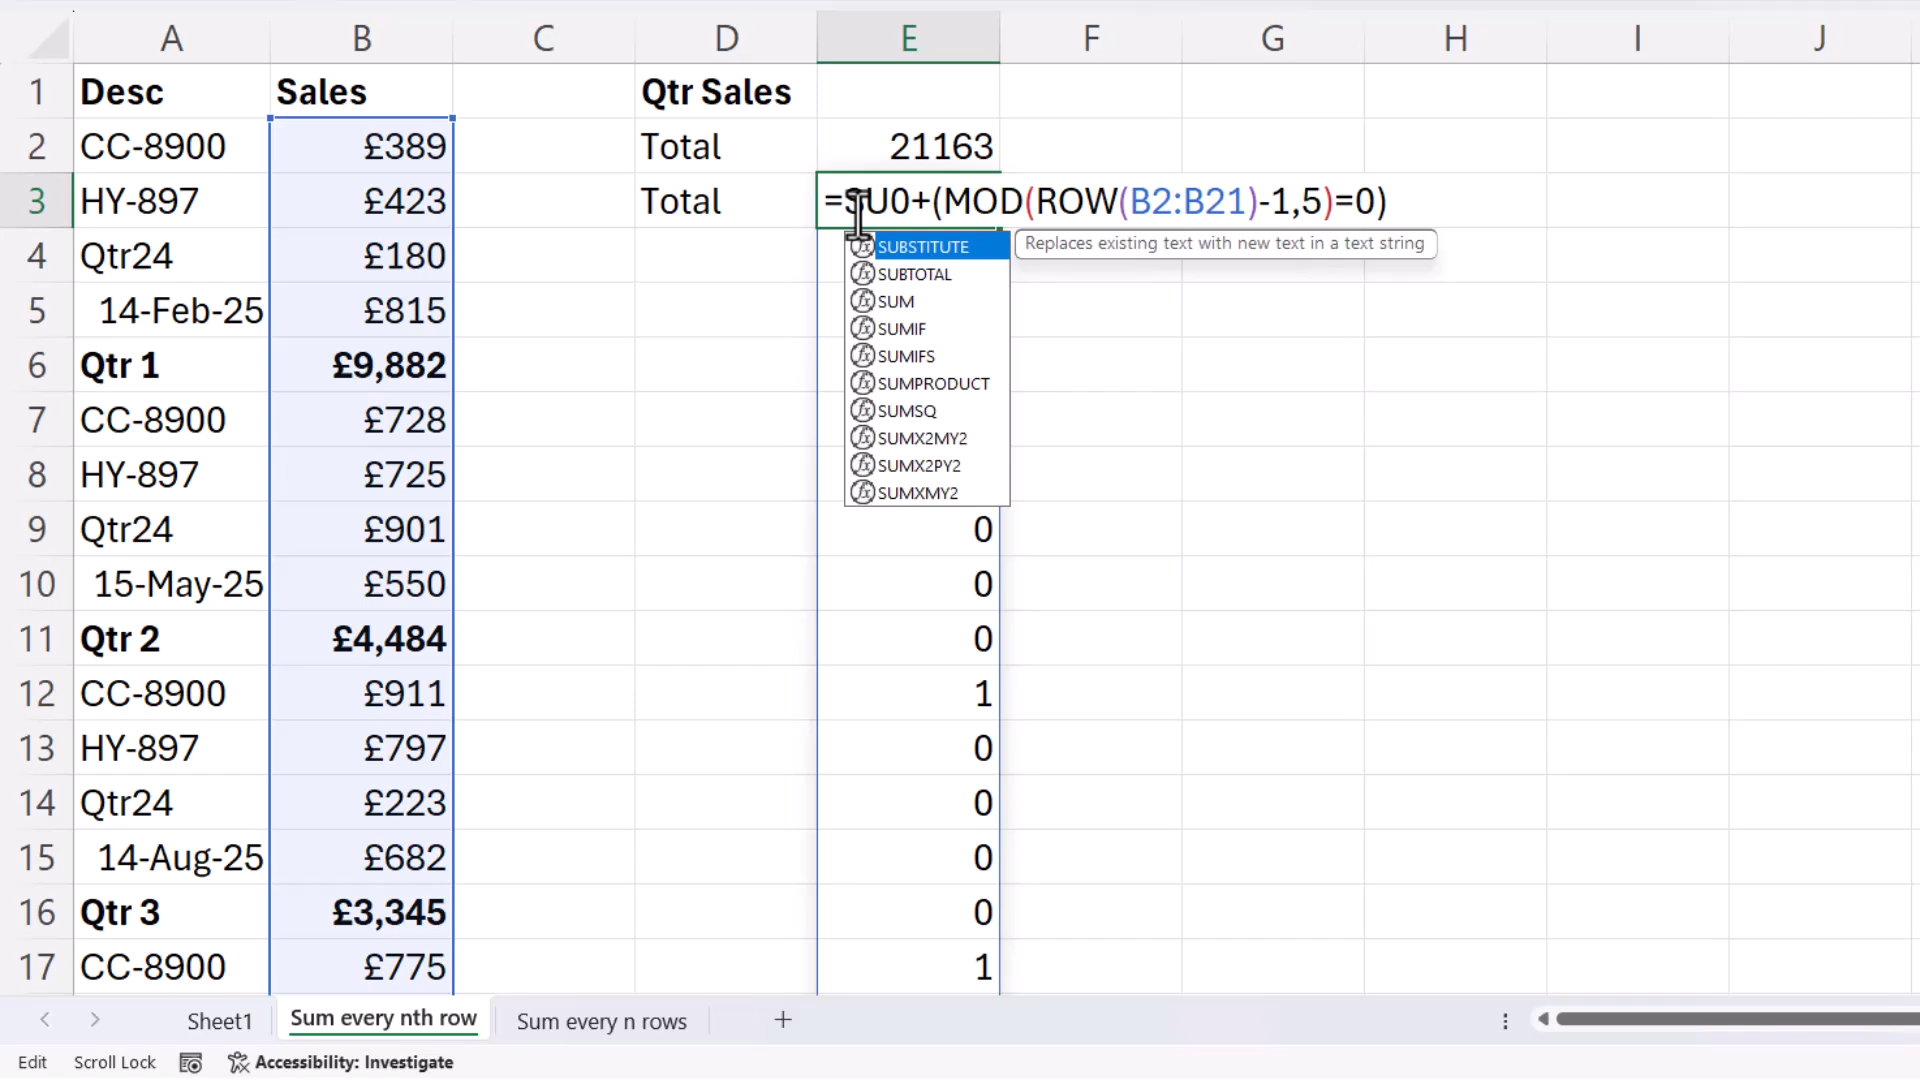 A B C D E F G H I J
1 Desc Sales Qtr Sales
2 CC-8900 £389 Total 21163
3 HY-897 £423 Total =SU0+(MOD(ROW(B2:B21)-1,5)=0)
SUBSTITUTE Replaces existing text with new text in a text string
4 Qtr24 £180
SUBTOTAL
SUM
5 14-Feb-25 £815
SUMIF
SUMIFS
6 Qtr 1 £9,882
SUMPRODUCT
SUMSQ
7 CC-8900 £728
SUMX2MY2
SUMX2PY2
8 HY-897 £725
SUMXMY2
9 Qtr24 £901 0
10 15-May-25 £550 0
11 Qtr 2 £4,484 0
12 CC-8900 £911 1
13 HY-897 £797 0
14 Qtr24 £223 0
15 14-Aug-25 £682 0
16 Qtr 3 £3,345 0
17 CC-8900 £775 1
Sheet1 Sum every nth row Sum every n rows
Edit Scroll Lock Accessibility: Investigate